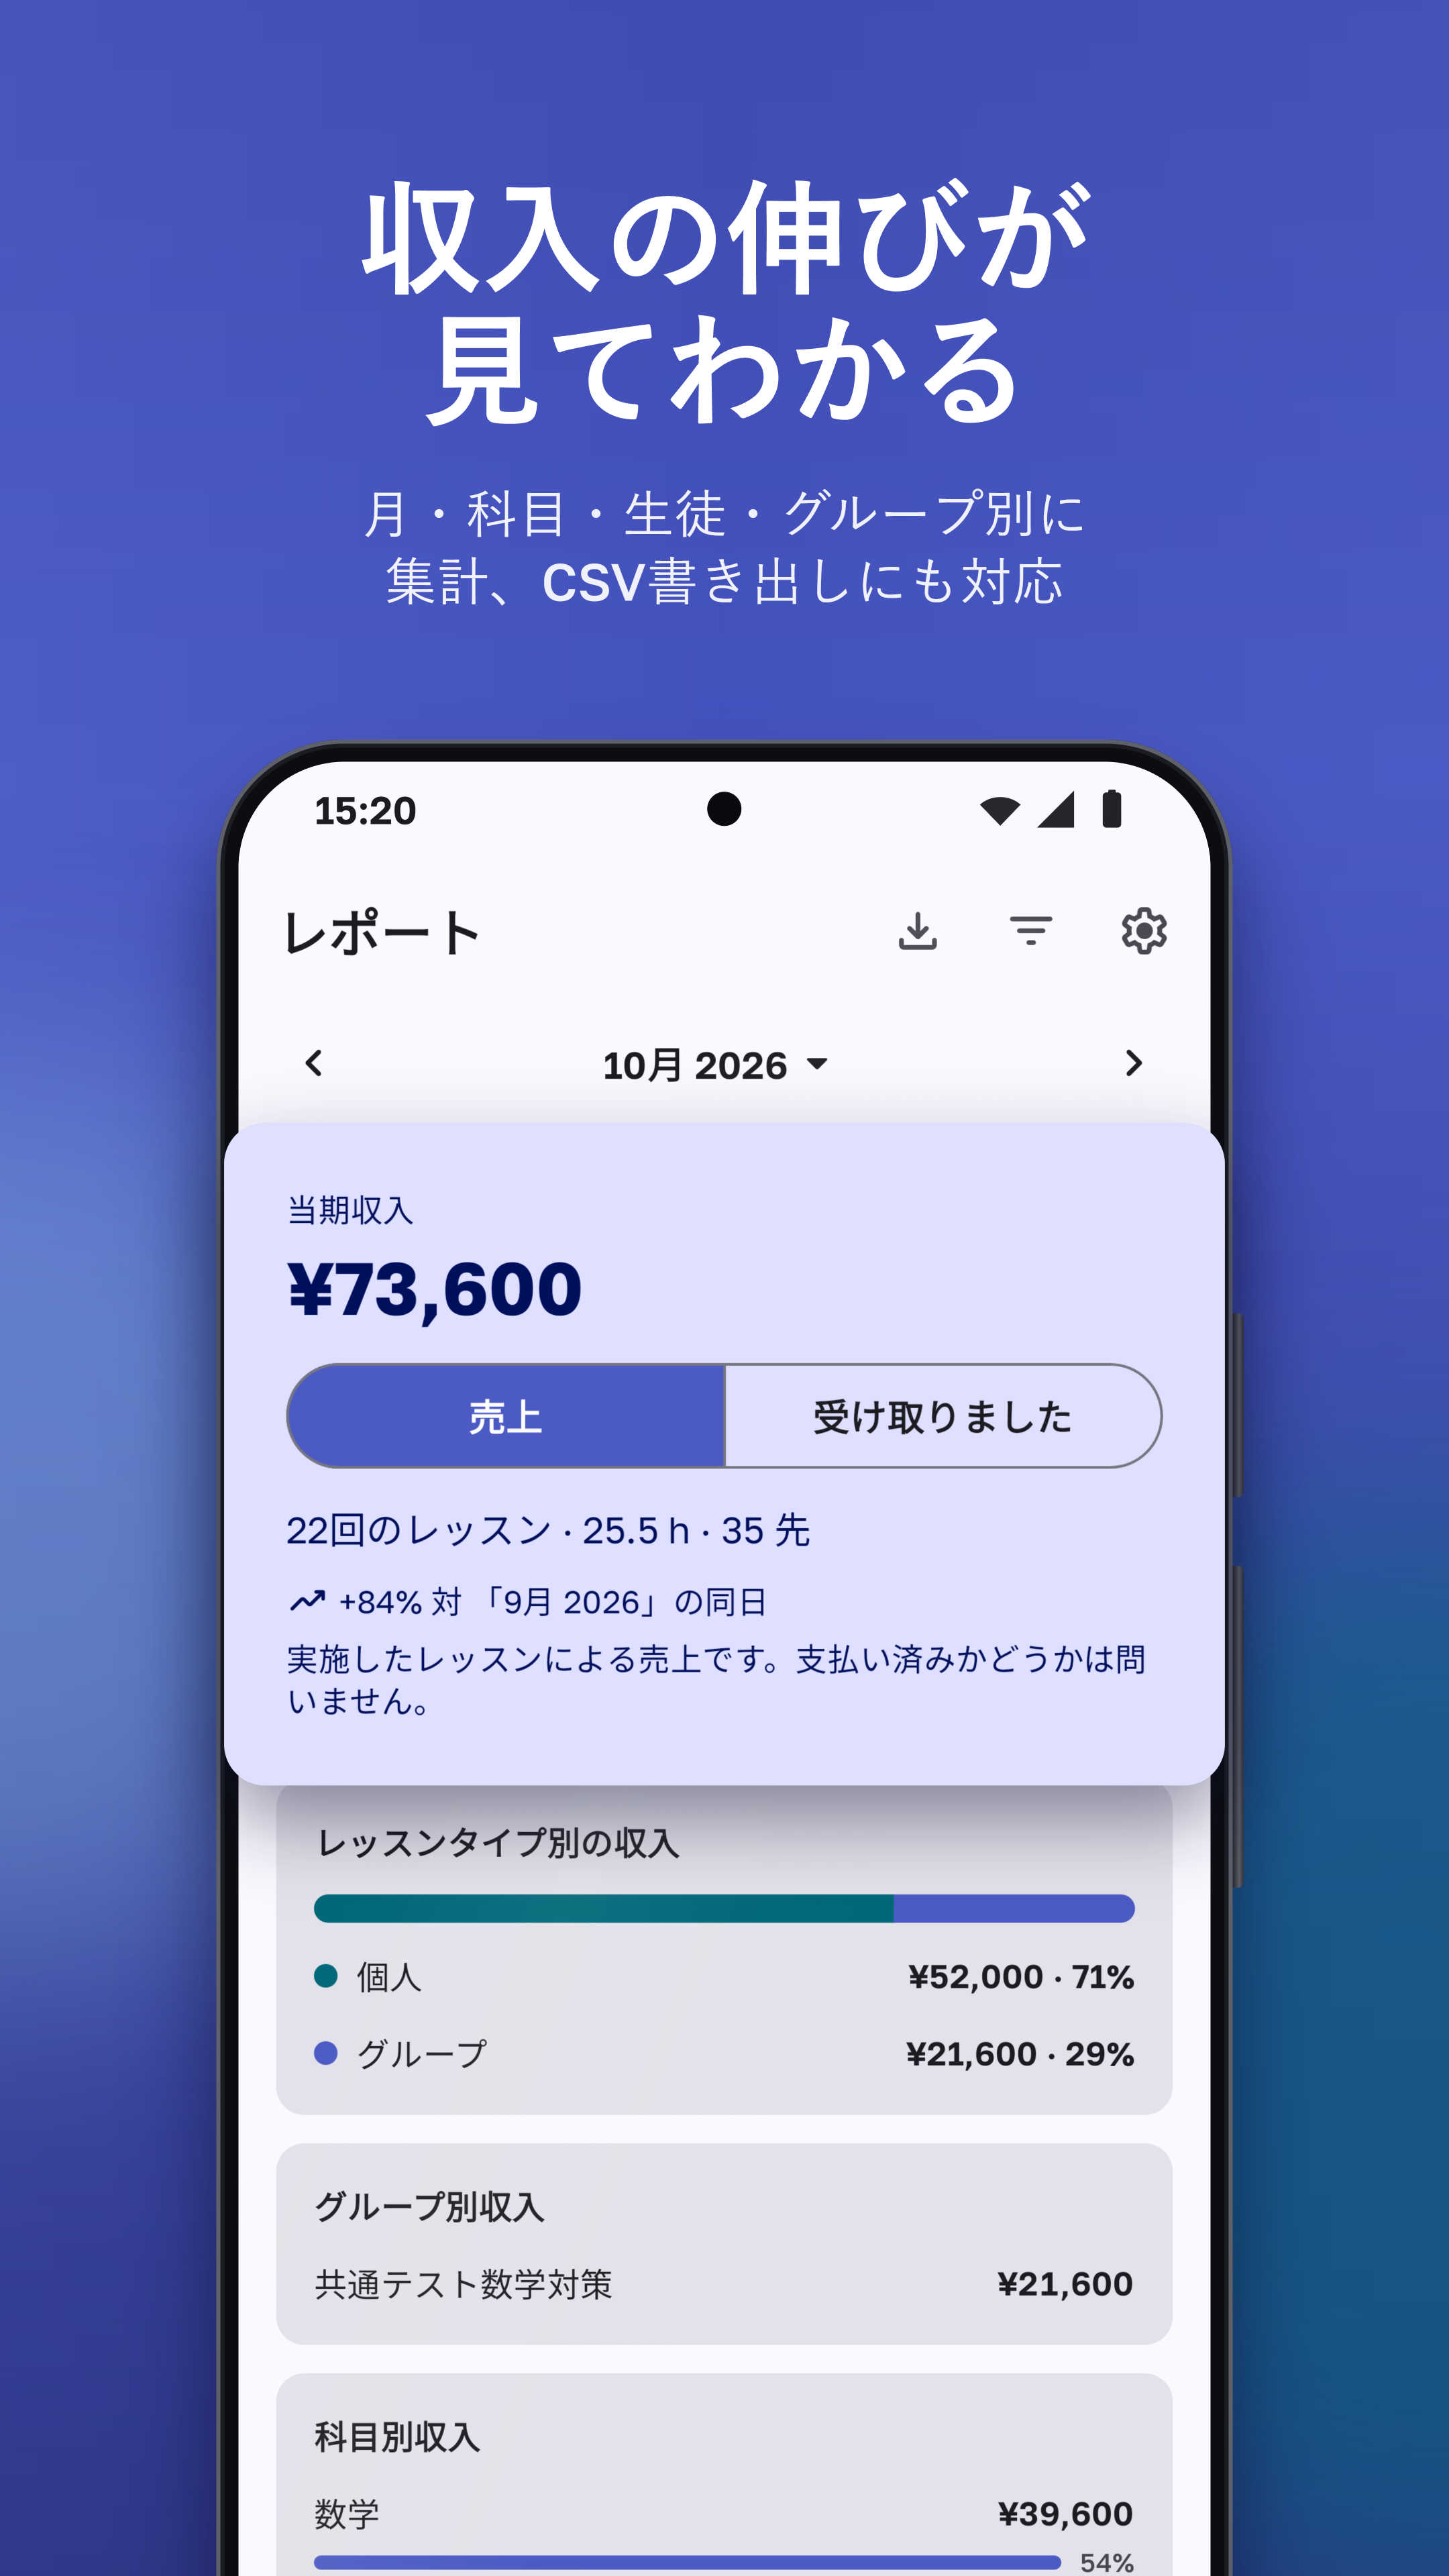 収入の伸びが
見てわかる
月・科目・生徒・グループ別に
集計、CSV書き出しにも対応
15:20
レポート
10月 2026
当期収入
¥73,600
売上
受け取りました
22回のレッスン · 25.5 h · 35 先
+84% 対 「9月 2026」の同日
実施したレッスンによる売上です。支払い済みかどうかは問
いません。
レッスンタイプ別の収入
個人
¥52,000 · 71%
グループ
¥21,600 · 29%
グループ別収入
共通テスト数学対策
¥21,600
科目別収入
数学
¥39,600
54%